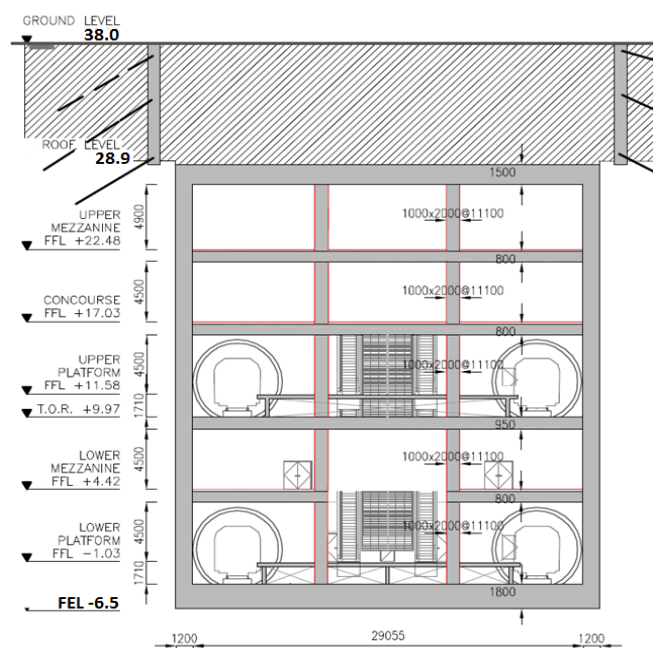 GROUND LEVEL
38.0
ROOF LEVEL
28.9
1500
4900
UPPER
MEZZANINE
FFL +22.48
1000x2000@11100
800
4500
CONCOURSE
FFL +17.03
1000x2000@11100
800
4500
UPPER
PLATFORM
FFL +11.58
1000x2000@11100
1710
T.O.R. +9.97
950
4500
LOWER
MEZZANINE
FFL +4.42
1000x2000@11100
800
4500
LOWER
PLATFORM
FFL -1.03
1000x2000@11100
1710
FEL -6.5
1800
1200
29055
1200